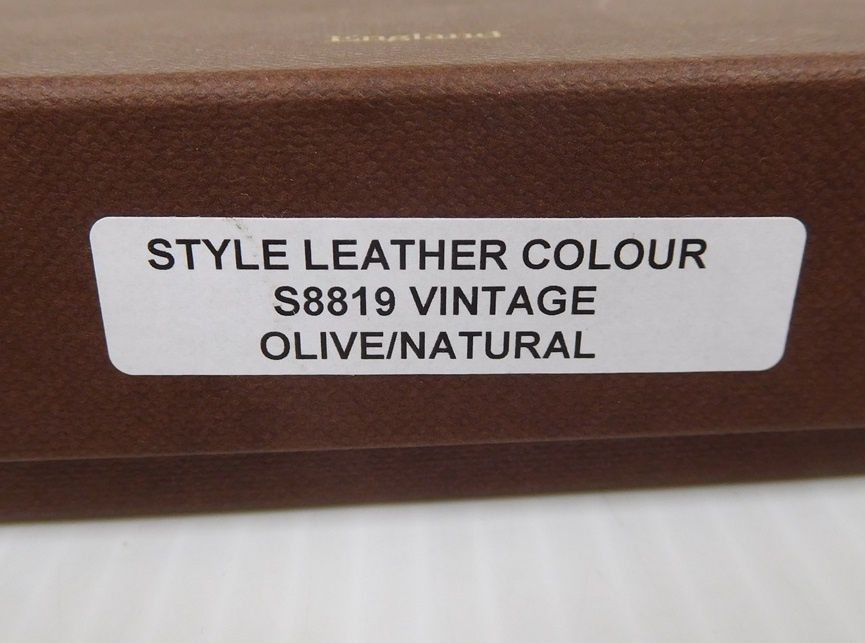 England
STYLE LEATHER COLOUR
S8819 VINTAGE
OLIVE/NATURAL